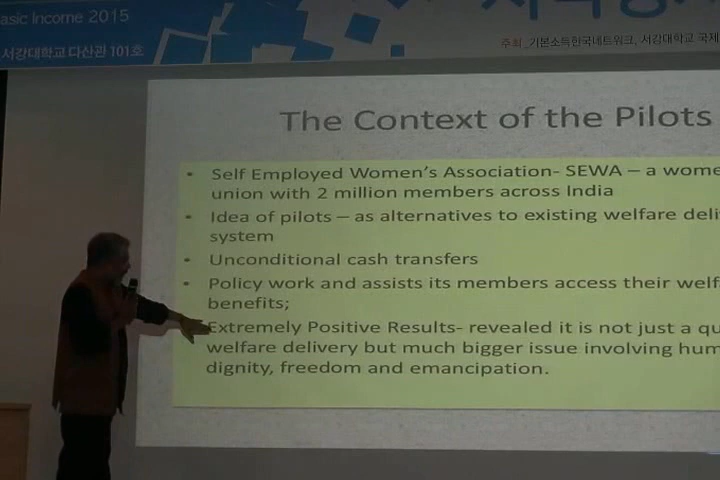 asic Income 2015
서강대학교 다산관 101호
주최_기본소득한국네트워크, 서강대학교 국제
The Context of the Pilots
• Self Employed Women's Association- SEWA – a wome
union with 2 million members across India
• Idea of pilots – as alternatives to existing welfare deli
system
• Unconditional cash transfers
• Policy work and assists its members access their welf
benefits;
Extremely Positive Results- revealed it is not just a qu
welfare delivery but much bigger issue involving hum
dignity, freedom and emancipation.